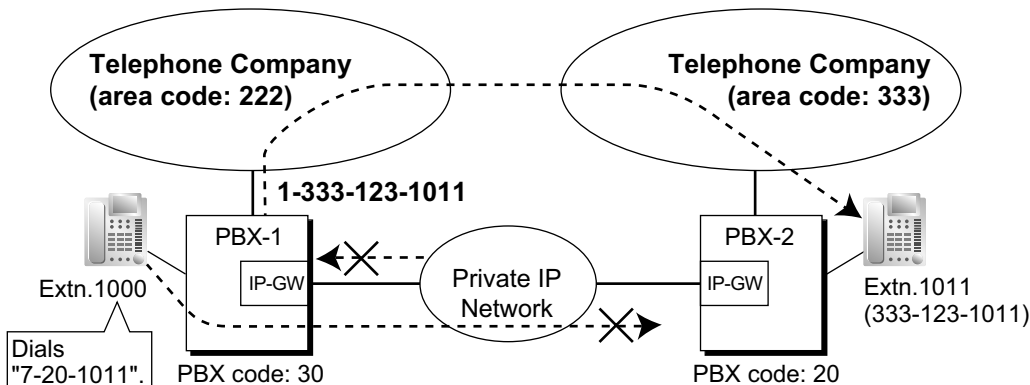 Telephone Company
(area code: 222)
Telephone Company
(area code: 333)
1-333-123-1011
PBX-1
PBX-2
IP-GW
Private IP
Network
IP-GW
Extn.1000
Extn.1011
(333-123-1011)
Dials
"7-20-1011".
PBX code: 30
PBX code: 20